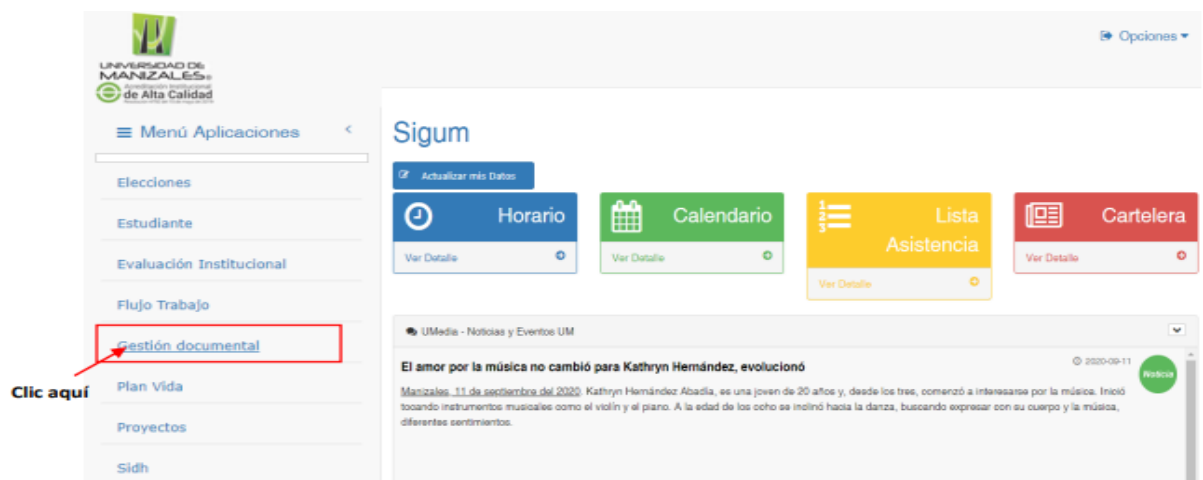 UNIVERSIDAD DE
MANIZALES®
Acreditación Institucional
de Alta Calidad
Opciones
Menú Aplicaciones
Elecciones
Estudiante
Evaluación Institucional
Flujo Trabajo
Gestión documental
Clic aquí
Plan Vida
Proyectos
Sidh
Sigum
Actualizar mis Datos
Horario
Ver Detalle
Calendario
Ver Detalle
1
2
3
Lista
Asistencia
Ver Detalle
Cartelera
Ver Detalle
UMedia - Noticias y Eventos UM
El amor por la música no cambió para Kathryn Hernández, evolucionó
2020-09-11
Noticia
Manizales, 11 de septiembre del 2020. Kathryn Hernández Abadía, es una joven de 20 años y, desde los tres, comenzó a interesarse por la música. Inició
tocando instrumentos musicales como el violín y el piano. A la edad de los ocho se inclinó hacia la danza, buscando expresar con su cuerpo y la música,
diferentes sentimientos.